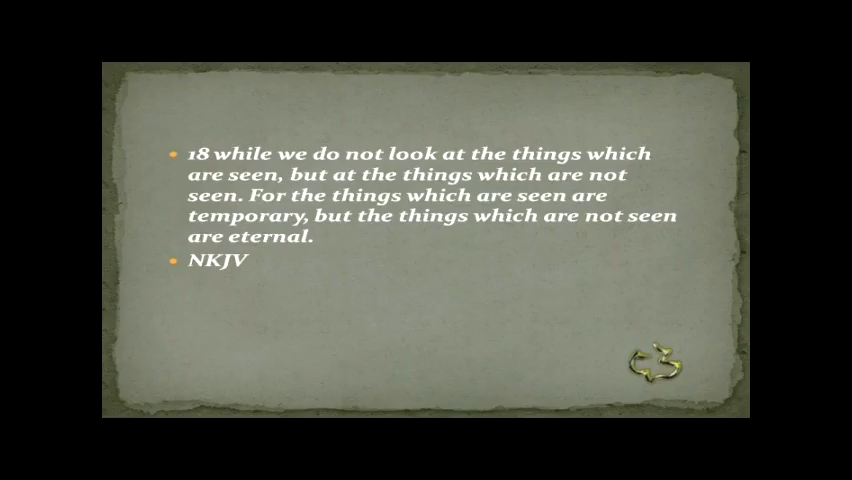 • 18 while we do not look at the things which
are seen, but at the things which are not
seen. For the things which are seen are
temporary, but the things which are not seen
are eternal.
• NKJV